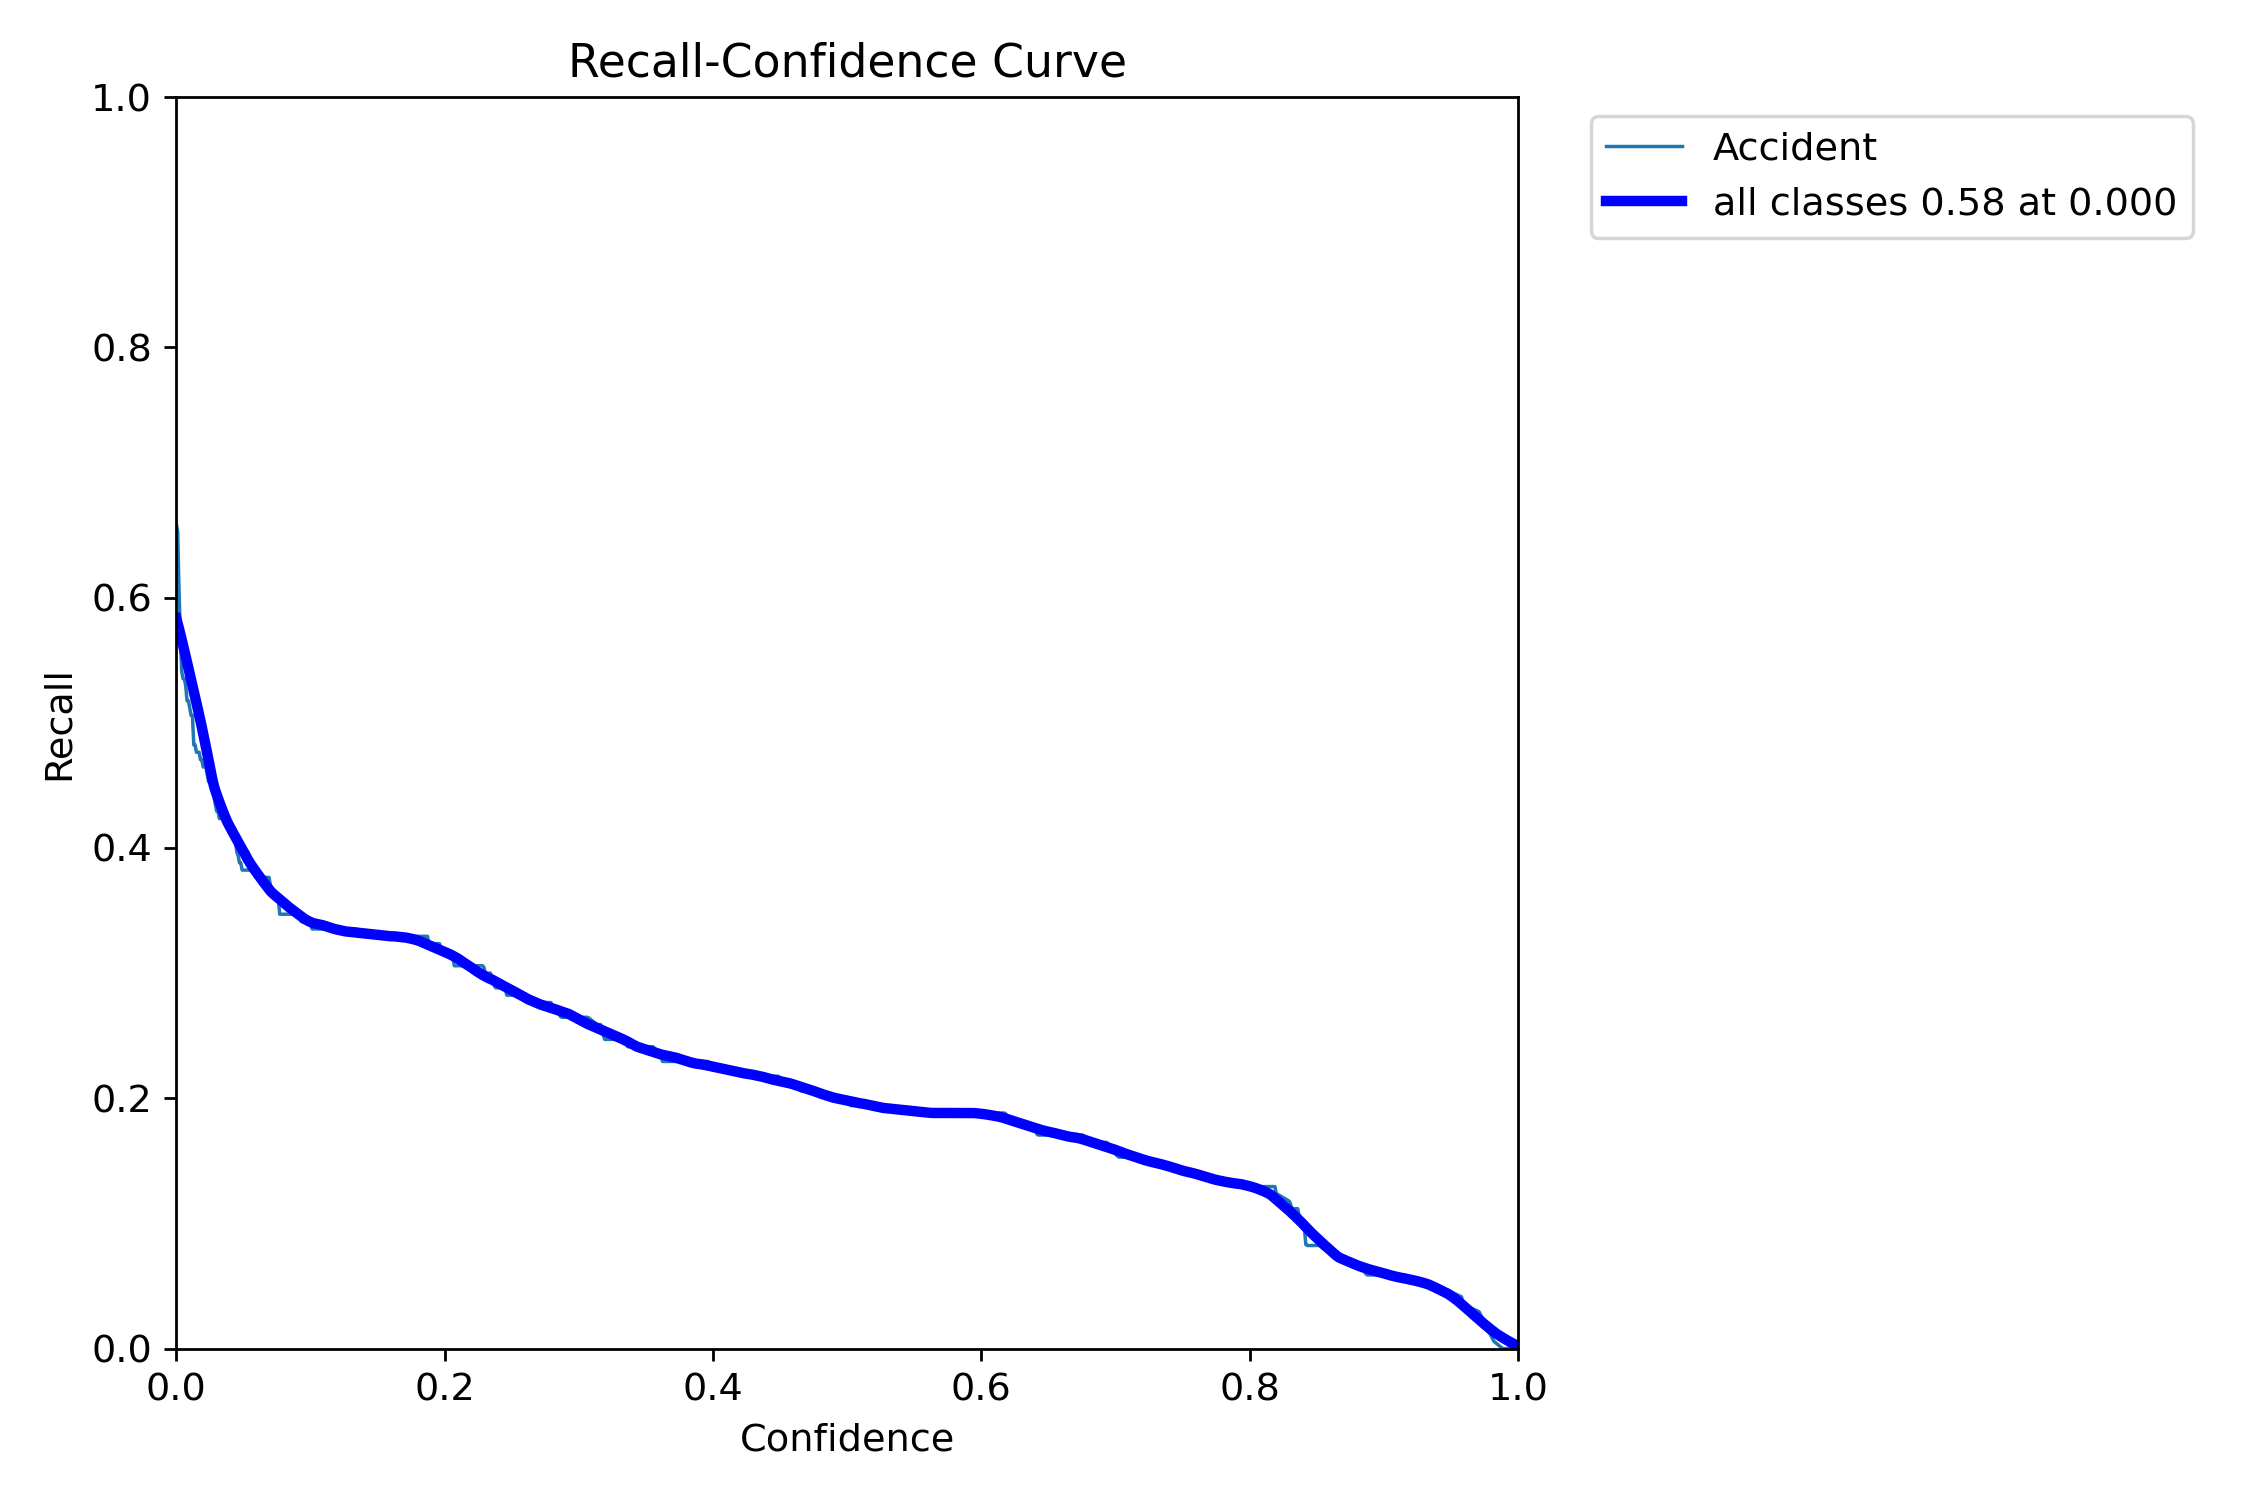 Recall-Confidence Curve
1.0
0.8
0.6
0.4
0.2
0.0
Recall
0.0 0.2 0.4 0.6 0.8 1.0
Confidence
Accident
all classes 0.58 at 0.000